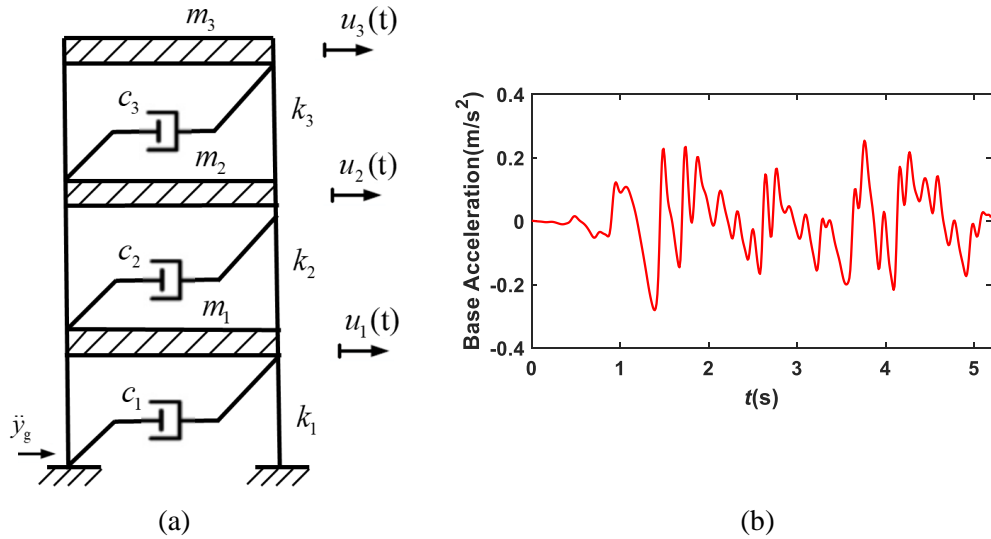 m₃
u₃(t)
c₃
k₃
m₂
u₂(t)
c₂
k₂
m₁
u₁(t)
c₁
k₁
ÿg
(a)
0.4
0.2
0
-0.2
-0.4
Base Acceleration(m/s²)
0 1 2 3 4 5
t(s)
(b)